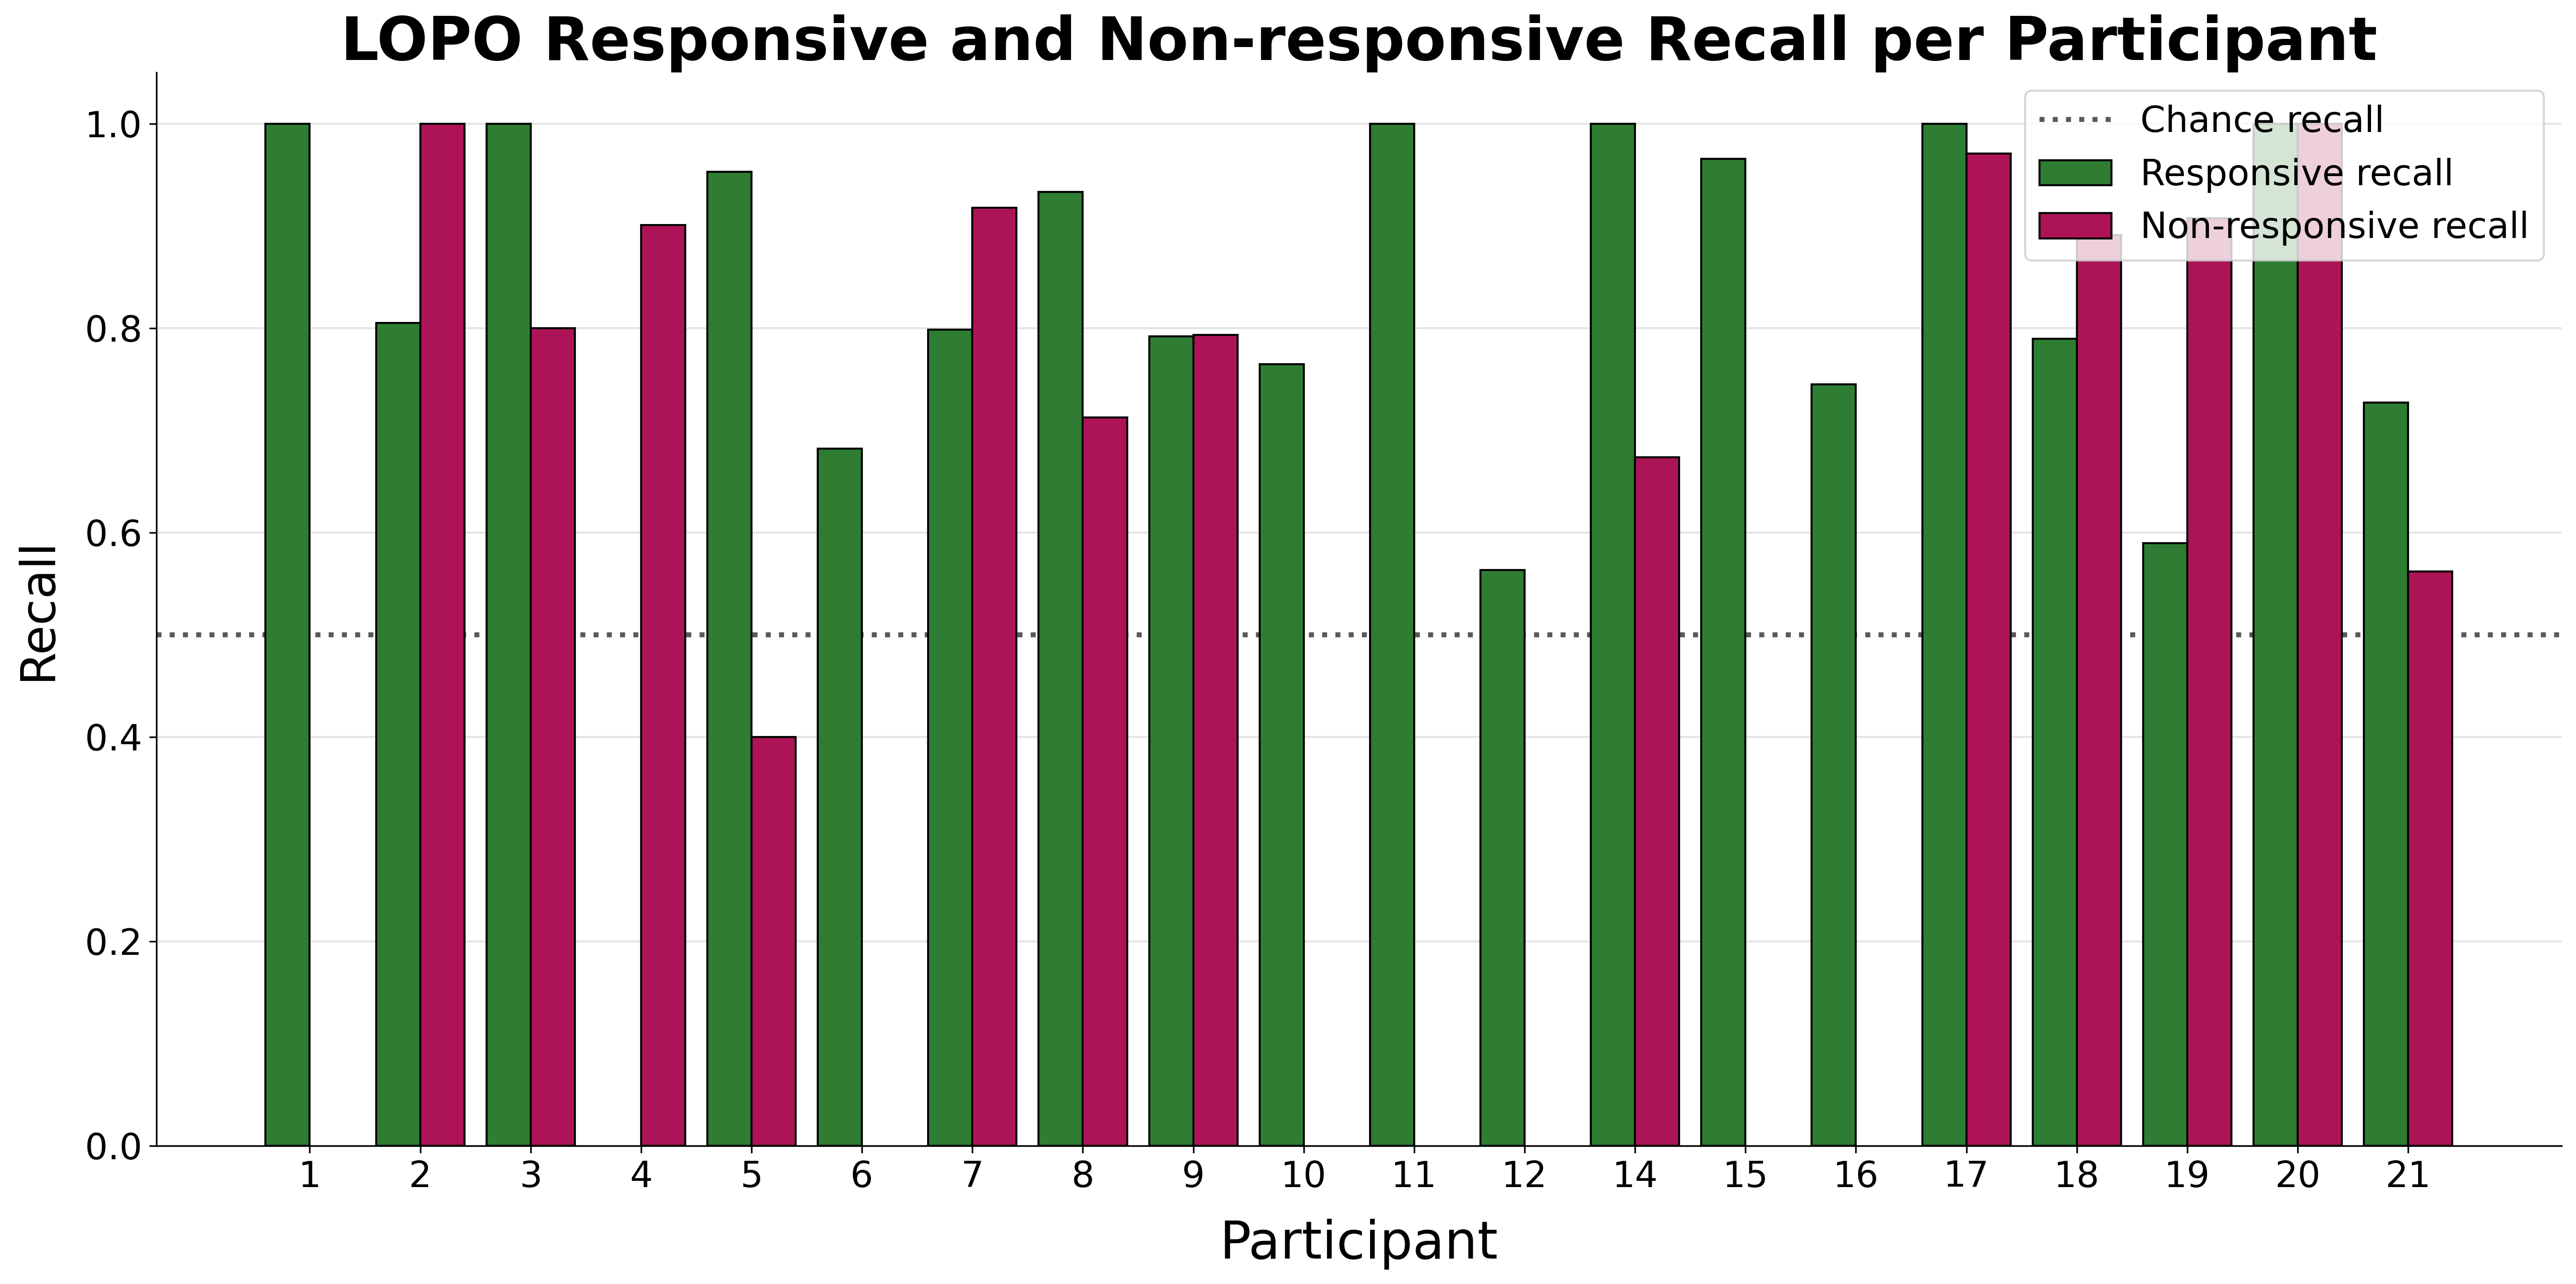 LOPO Responsive and Non-responsive Recall per Participant
Chance recall
Responsive recall
Non-responsive recall
Recall
1.0
0.8
0.6
0.4
0.2
0.0
1 2 3 4 5 6 7 8 9 10 11 12 14 15 16 17 18 19 20 21
Participant